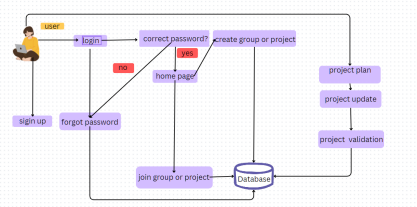 user
login
correct password?
create group or project
yes
no
home page
project plan
project update
sigin up
forgot password
project validation
join group or project
Database